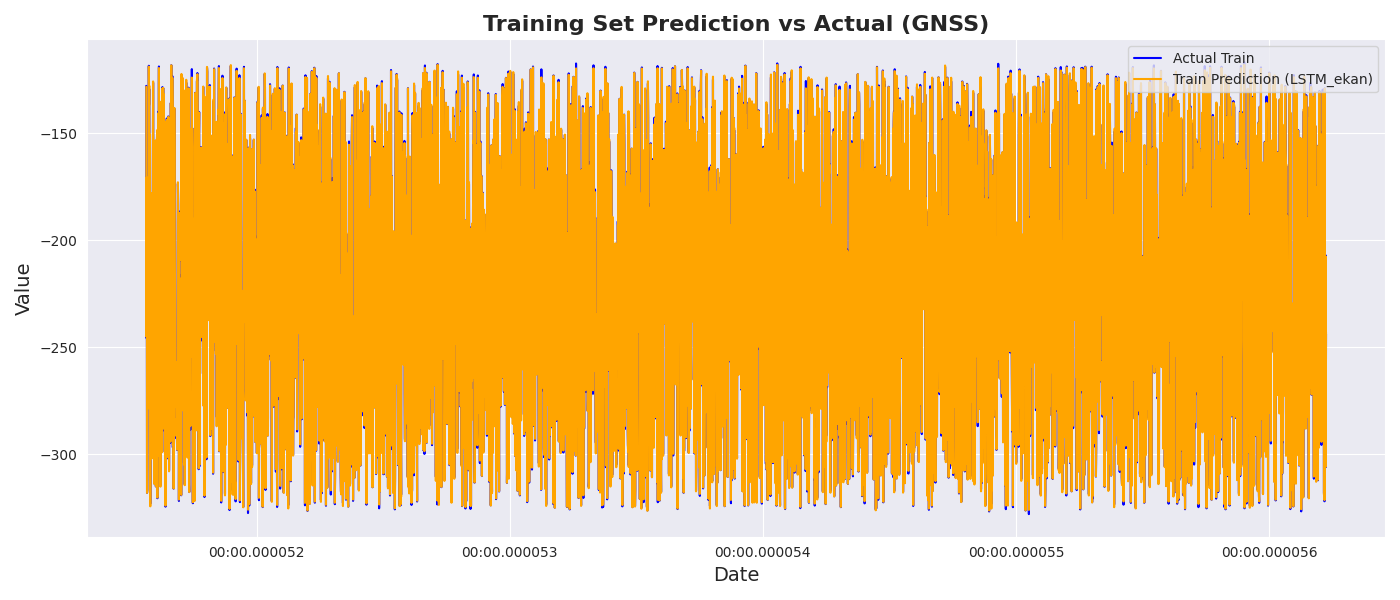 Training Set Prediction vs Actual (GNSS)
Actual Train
Train Prediction (LSTM_ekan)
Value
−150
−200
−250
−300
00:00.000052
00:00.000053
00:00.000054
00:00.000055
00:00.000056
Date